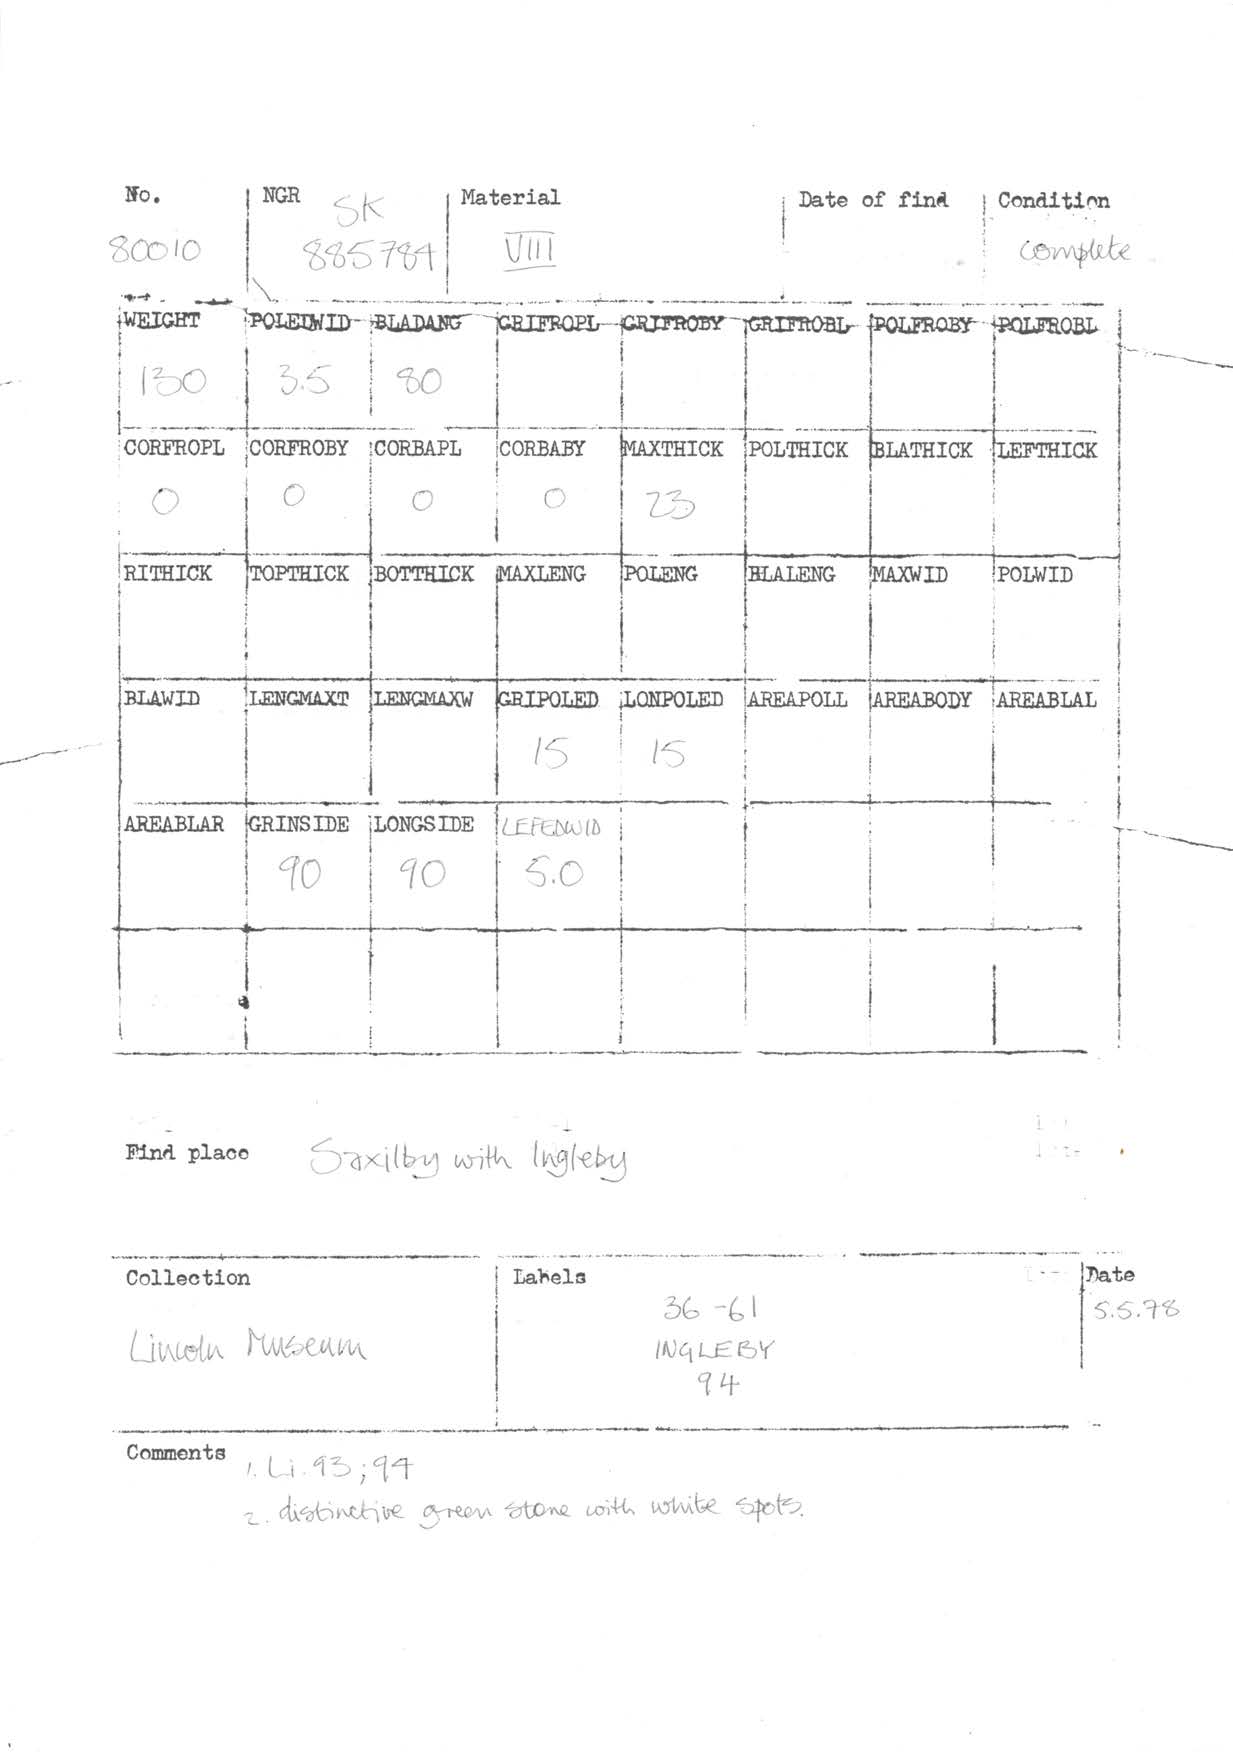 No. NGR Material Date of find Condition
SK
80010 885784 VIII complete
WEIGHT POLEDWID BLADANG GRIFROPL GRIFROBY GRIFROBL POLFROBY POLFROBL
130 3.5 80
CORFROPL CORFROBY CORBAPL CORBABY MAXTHICK POLTHICK BLATHICK LEFTHICK
0 0 0 0 23
RITHICK TOPTHICK BOTTHICK MAXLENG POLENG BLALENG MAXWID POLWID
BLAWID LENGMAXT LENGMAXW GRIPOLED LONPOLED AREAPOLL AREABODY AREABLAL
15 15
AREABLAR GRINSIDE LONGSIDE LEFEDWID
90 90 5.0
Find place Saxilby with Ingleby
Collection Labels Date
36-61 5.5.78
Lincoln Museum INGLEBY
94
Comments 1. Li.93;94
2. distinctive green stone with white spots.